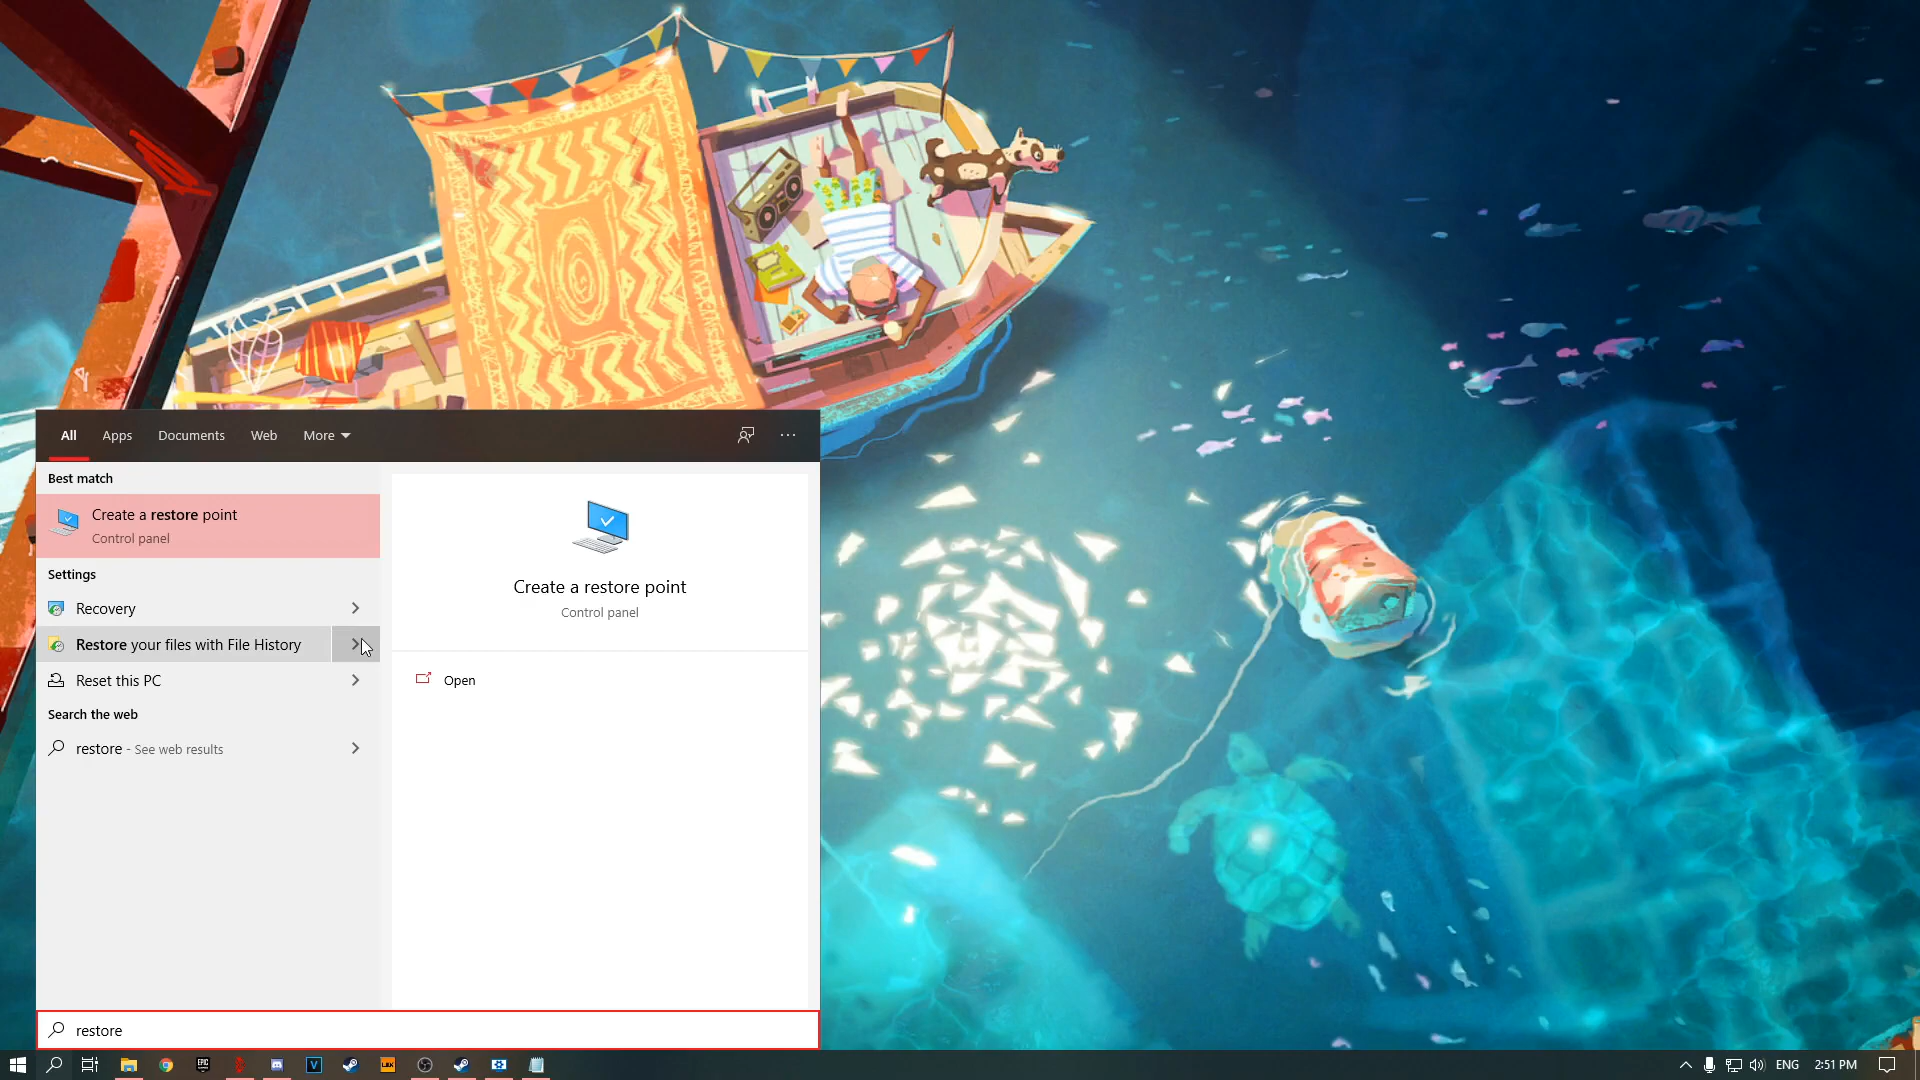 All
Apps
Documents
Web
More
Best match
Create a restore point
Control panel
Settings
Recovery
Restore your files with File History
Reset this PC
Search the web
restore - See web results
Create a restore point
Control panel
Open
restore
ENG
2:51 PM